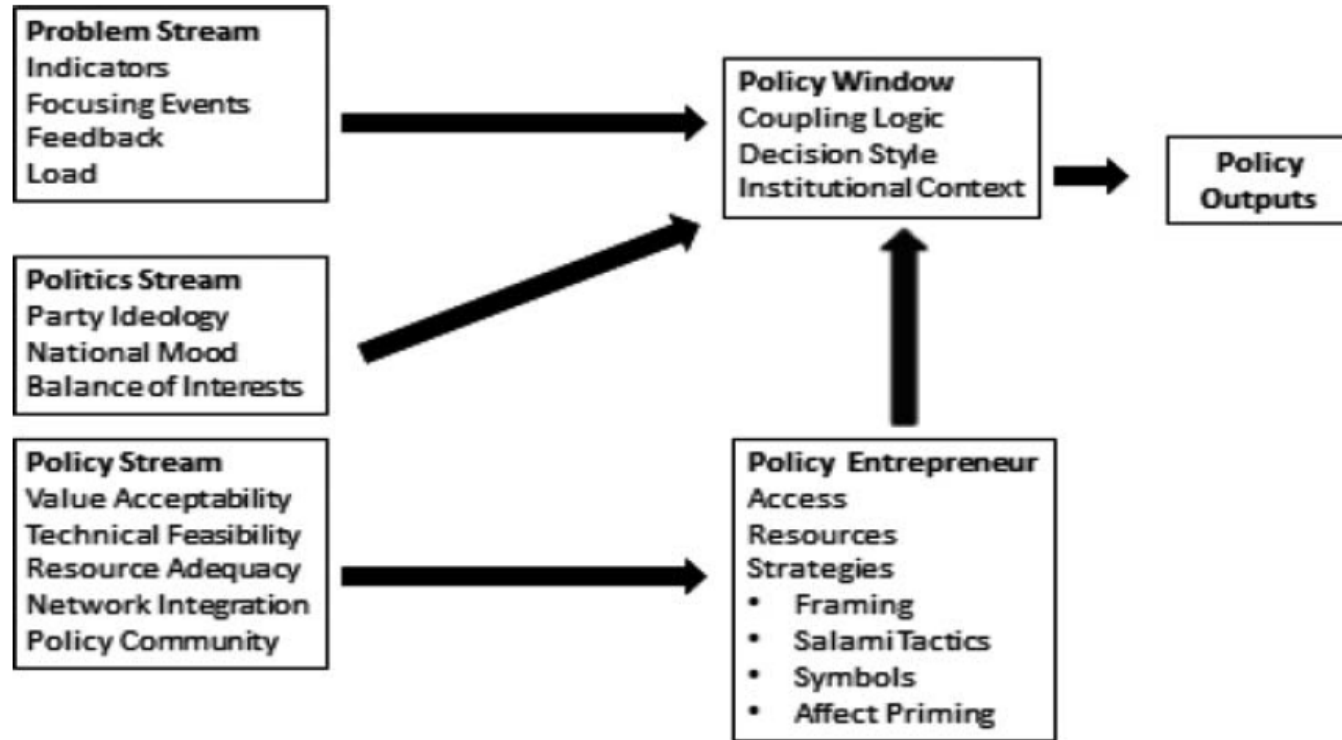 Problem Stream
Indicators
Focusing Events
Feedback
Load
Politics Stream
Party Ideology
National Mood
Balance of Interests
Policy Stream
Value Acceptability
Technical Feasibility
Resource Adequacy
Network Integration
Policy Community
Policy Window
Coupling Logic
Decision Style
Institutional Context
Policy Entrepreneur
Access
Resources
Strategies
• Framing
• Salami Tactics
• Symbols
• Affect Priming
Policy
Outputs